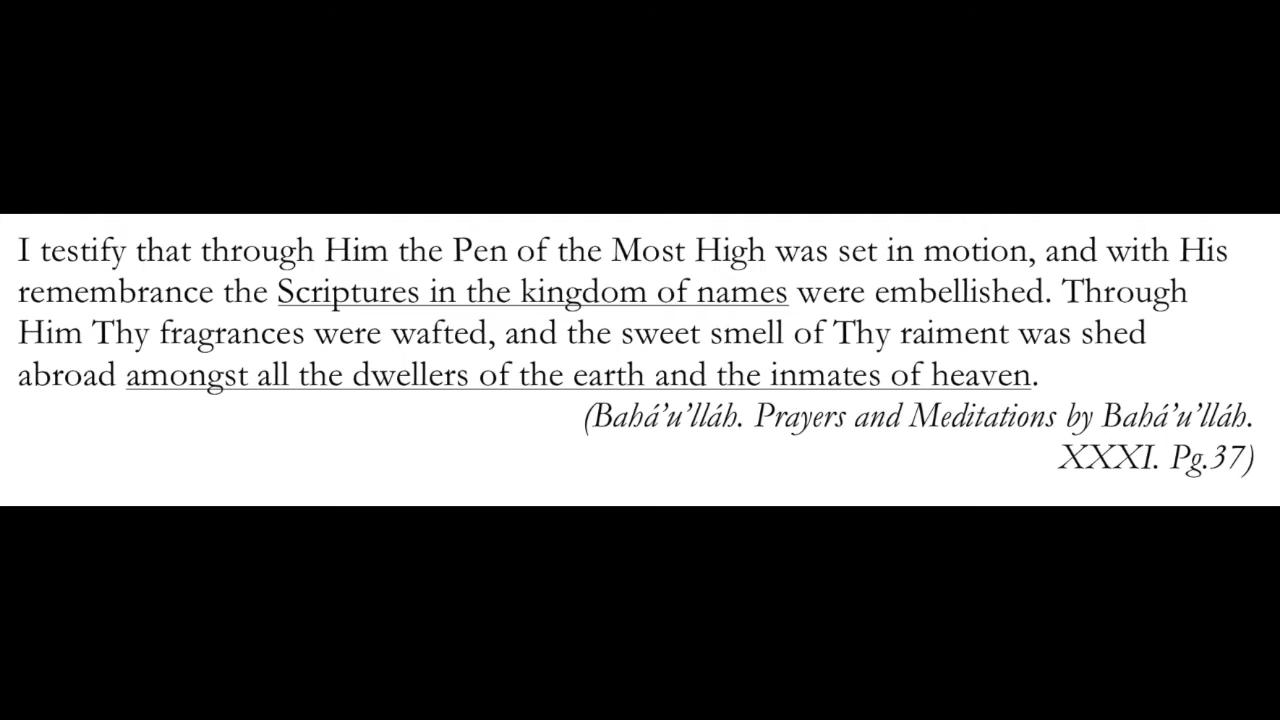 I testify that through Him the Pen of the Most High was set in motion, and with His
remembrance the Scriptures in the kingdom of names were embellished. Through
Him Thy fragrances were wafted, and the sweet smell of Thy raiment was shed
abroad amongst all the dwellers of the earth and the inmates of heaven.
(Bahá’u’lláh. Prayers and Meditations by Bahá’u’lláh.
XXXI. Pg.37)